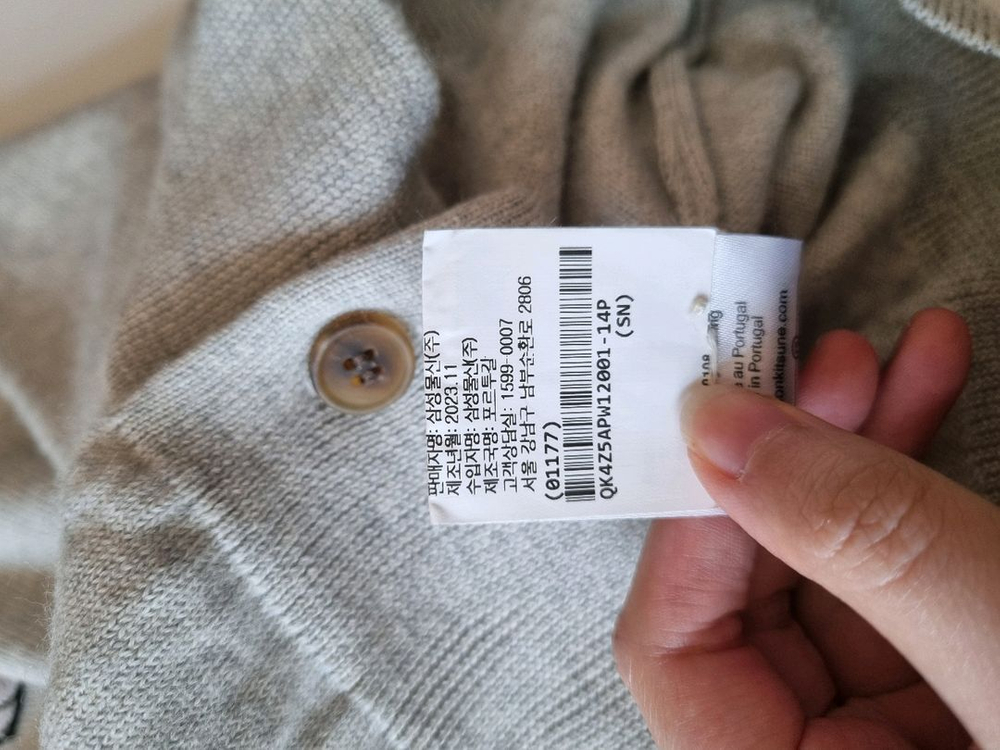 판매자명: 삼성물산(주)
제조년월: 2023.11
수입자명: 삼성물산(주)
제조국명: 포르투갈
고객상담실: 1599-0007
서울 강남구 남부순환로 2806
(01177)
QK4Z5APW12001-14P
(SN)
au Portugal
in Portugal
onkitsune.com